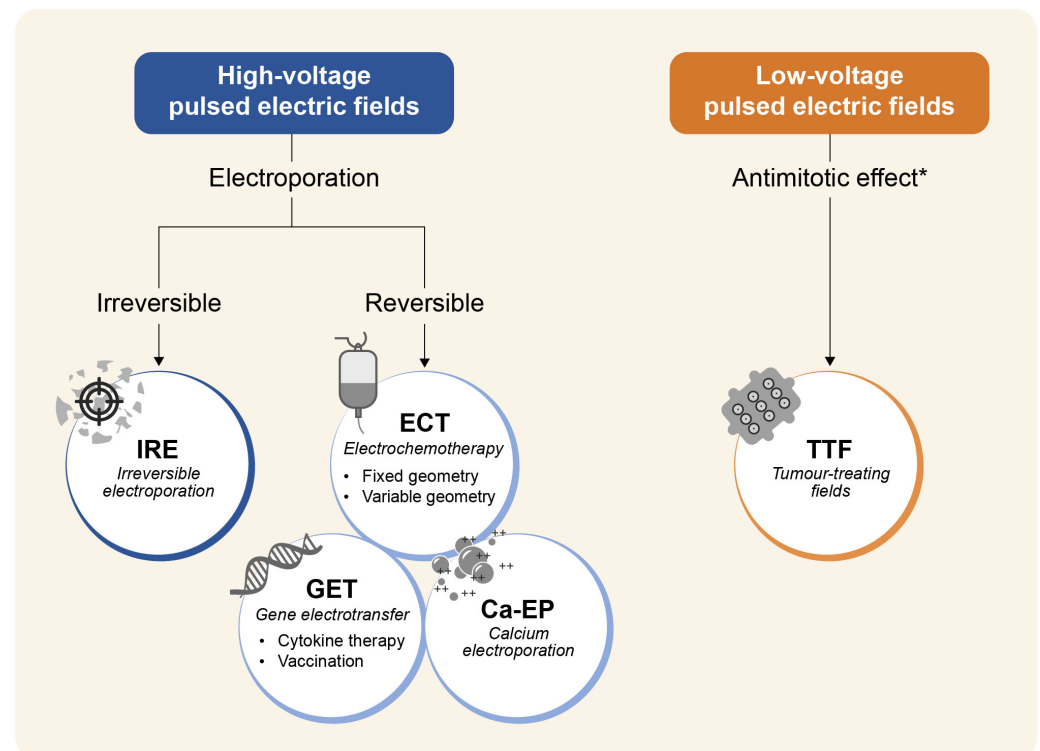 High-voltage
pulsed electric fields
Low-voltage
pulsed electric fields
Electroporation
Antimitotic effect*
Irreversible
Reversible
IRE
Irreversible
electroporation
ECT
Electrochemotherapy
• Fixed geometry
• Variable geometry
TTF
Tumour-treating
fields
GET
Gene electrotransfer
• Cytokine therapy
• Vaccination
++
++
++
++
++
++
++
Ca-EP
Calcium
electroporation